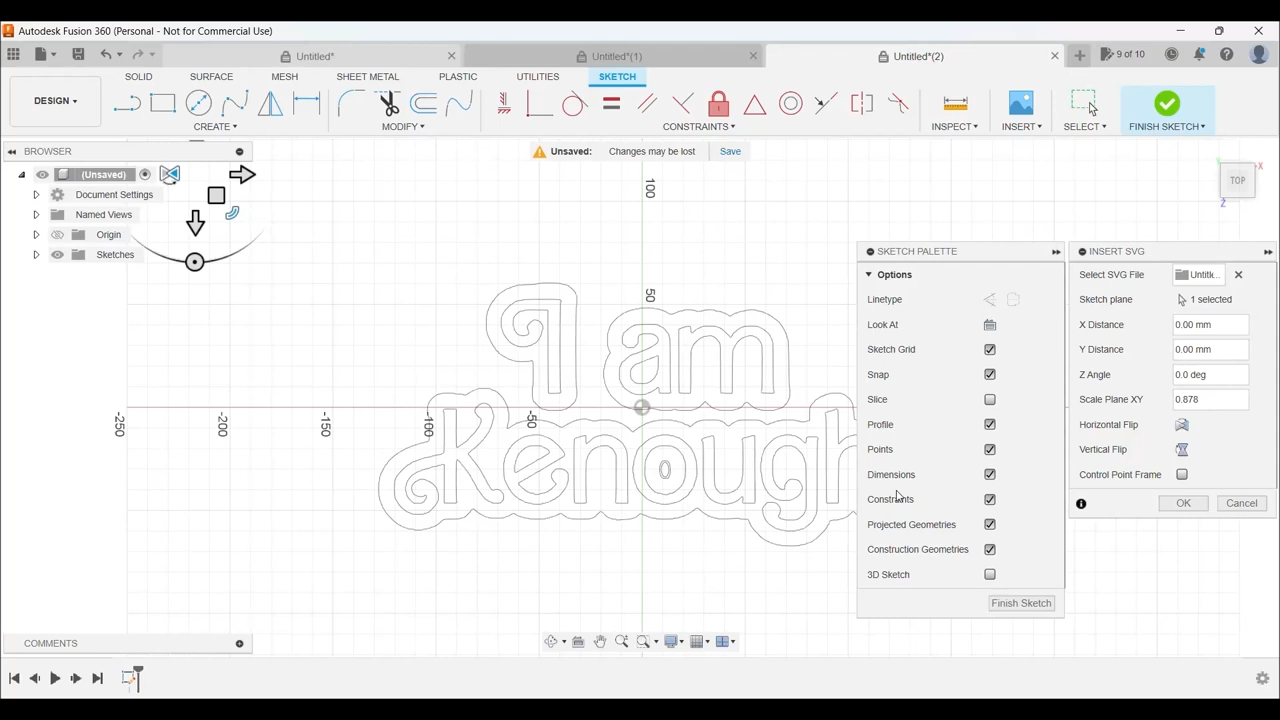 Autodesk Fusion 360 (Personal - Not for Commercial Use)
Untitled*
Untitled*(1)
Untitled*(2)
9 of 10
DESIGN
SOLID
SURFACE
MESH
SHEET METAL
PLASTIC
UTILITIES
SKETCH
CREATE
MODIFY
CONSTRAINTS
INSPECT
INSERT
SELECT
FINISH SKETCH
BROWSER
(Unsaved)
Document Settings
Named Views
Origin
Sketches
Unsaved: Changes may be lost Save
TOP
X
Z
100
50
-250
-200
-150
-100
-50
I am
Kenough
SKETCH PALETTE
Options
Linetype
Look At
Sketch Grid
Snap
Slice
Profile
Points
Dimensions
Constraints
Projected Geometries
Construction Geometries
3D Sketch
Finish Sketch
INSERT SVG
Select SVG File Untitk...
Sketch plane 1 selected
X Distance 0.00 mm
Y Distance 0.00 mm
Z Angle 0.0 deg
Scale Plane XY 0.878
Horizontal Flip
Vertical Flip
Control Point Frame
OK Cancel
COMMENTS